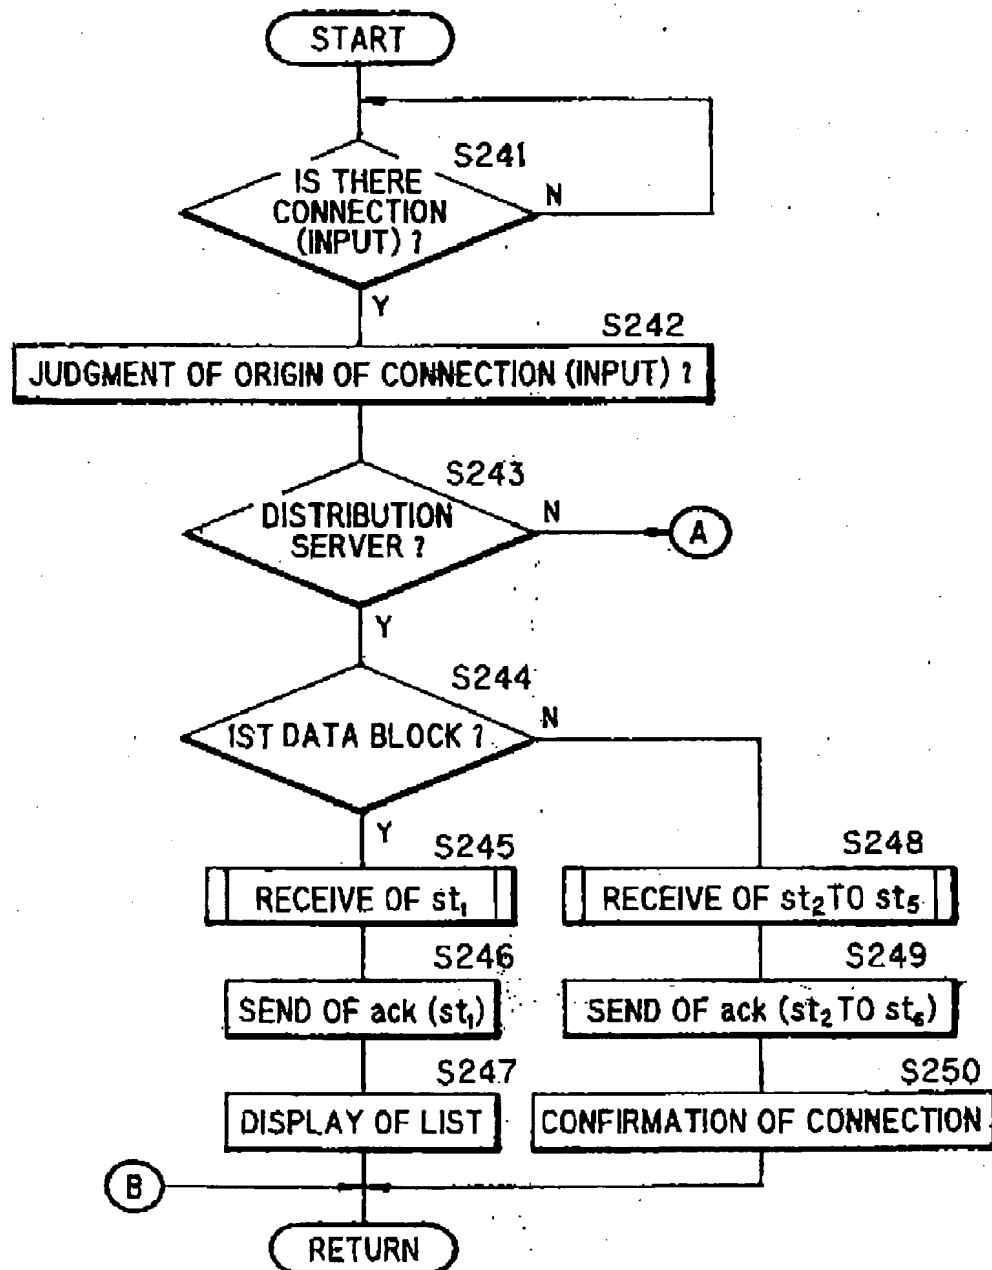 START
S241
IS THERE
CONNECTION
(INPUT) ?
N
Y
S242
JUDGMENT OF ORIGIN OF CONNECTION (INPUT) ?
S243
DISTRIBUTION
SERVER ?
N
A
Y
S244
1ST DATA BLOCK ?
N
Y
S245
RECEIVE OF st₁
S248
RECEIVE OF st₂ TO st₅
S246
SEND OF ack (st₁)
S249
SEND OF ack (st₂ TO st₆)
S247
DISPLAY OF LIST
S250
CONFIRMATION OF CONNECTION
B
RETURN